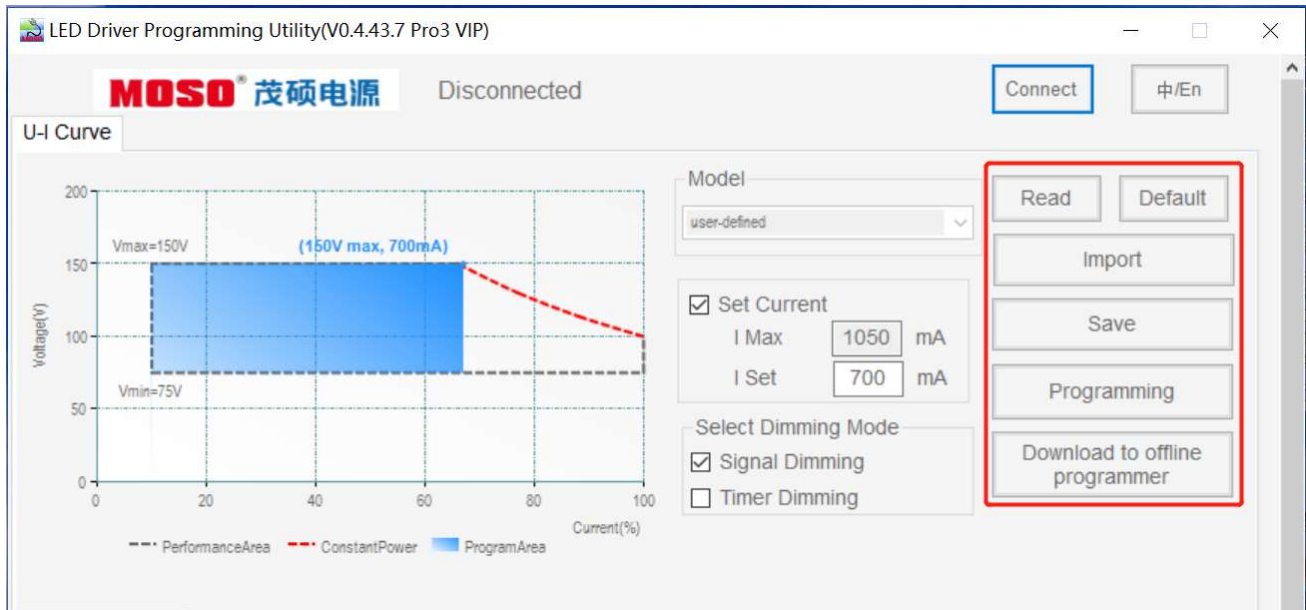 LED Driver Programming Utility(V0.4.43.7 Pro3 VIP)
MOSO® 茂硕电源
Disconnected
Connect
中/En
U-I Curve
200
150
100
50
0
Voltage(V)
Vmax=150V
(150V max, 700mA)
Vmin=75V
0 20 40 60 80 100
Current(%)
PerformanceArea ConstantPower ProgramArea
Model
user-defined
Set Current
I Max 1050 mA
I Set 700 mA
Select Dimming Mode
Signal Dimming
Timer Dimming
Read Default
Import
Save
Programming
Download to offline
programmer